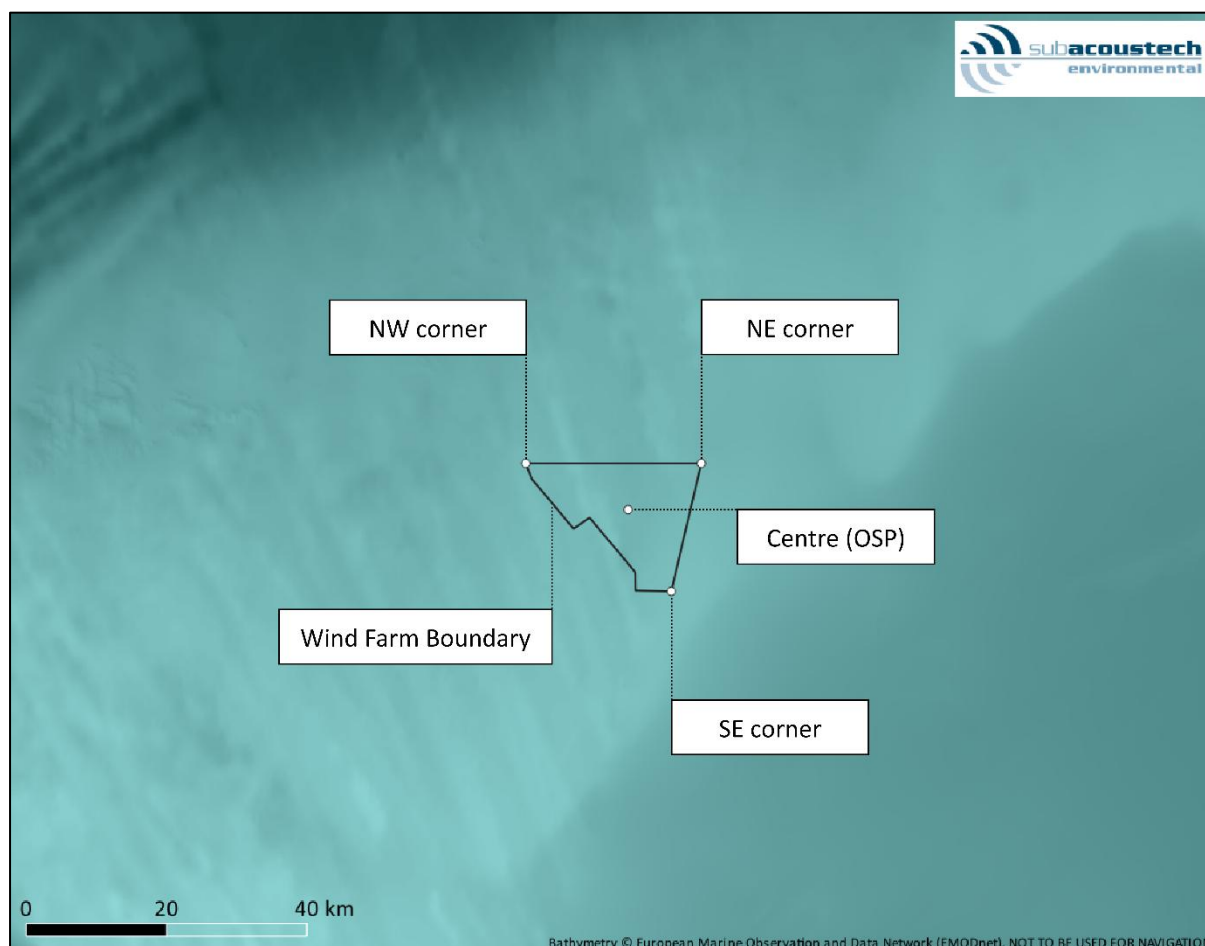 subacoustech
environmental
NW corner
NE corner
Centre (OSP)
Wind Farm Boundary
SE corner
0 20 40 km
Bathymetry © European Marine Observation and Data Network (EMODnet). NOT TO BE USED FOR NAVIGATION